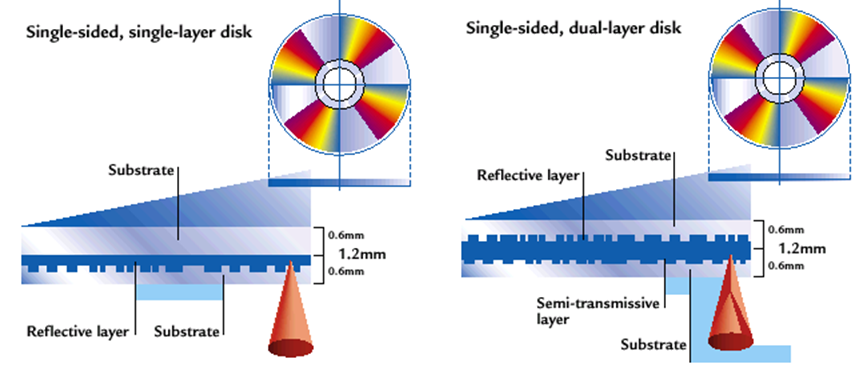 Single-sided, single-layer disk
Substrate
0.6mm
1.2mm
0.6mm
Reflective layer
Substrate
Single-sided, dual-layer disk
Substrate
Reflective layer
0.6mm
1.2mm
0.6mm
Semi-transmissive
layer
Substrate